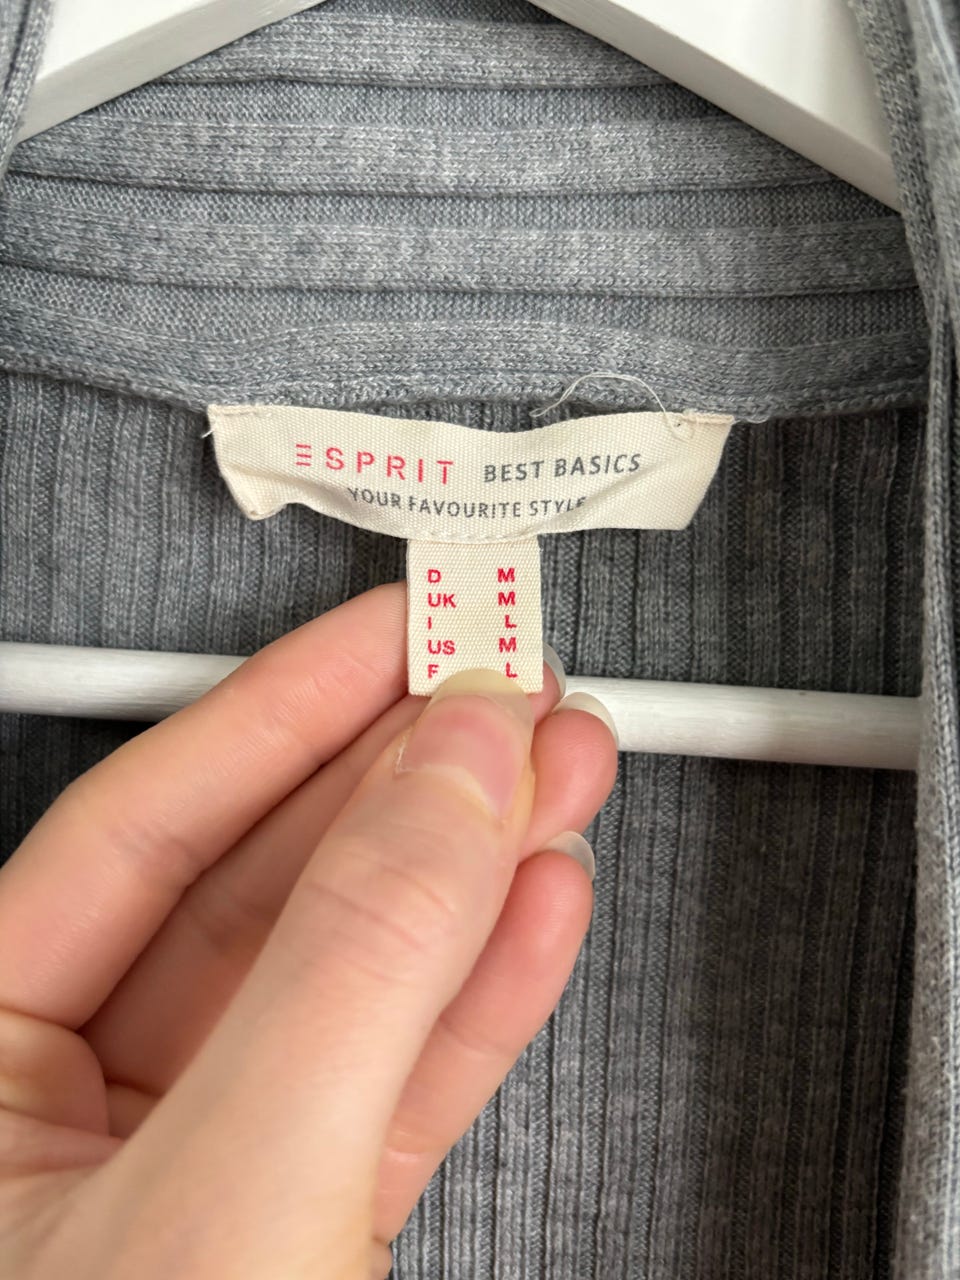 ESPRIT BEST BASICS
YOUR FAVOURITE STYLE
D M
UK M
I L
US M
F L